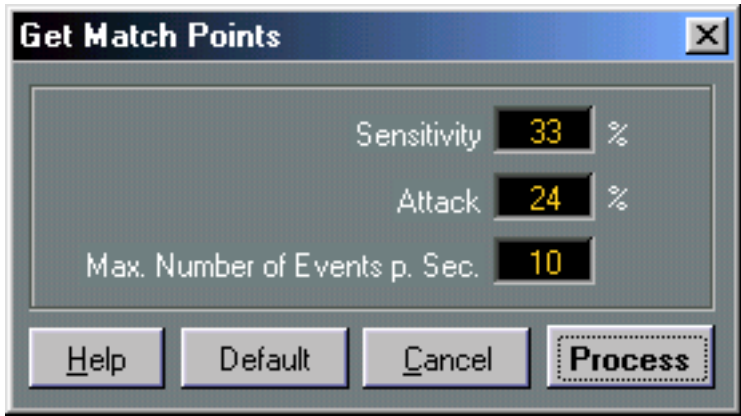 Get Match Points
Sensitivity 33 %
Attack 24 %
Max. Number of Events p. Sec. 10
Help Default Cancel Process